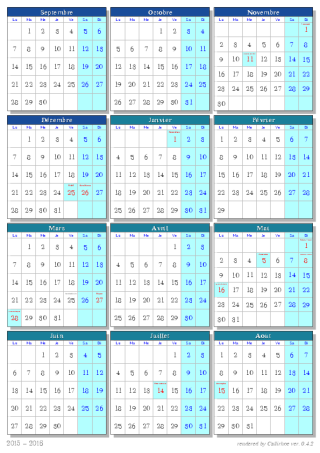 Septembre
Lu Ma Me Je Ve Sa Di
1 2 3 4 5 6
7 8 9 10 11 12 13
14 15 16 17 18 19 20
21 22 23 24 25 26 27
28 29 30
Octobre
Lu Ma Me Je Ve Sa Di
1 2 3 4
5 6 7 8 9 10 11
12 13 14 15 16 17 18
19 20 21 22 23 24 25
26 27 28 29 30 31
Novembre
Lu Ma Me Je Ve Sa Di
1
2 3 4 5 6 7 8
9 10 11 12 13 14 15
16 17 18 19 20 21 22
23 24 25 26 27 28 29
30
Décembre
Lu Ma Me Je Ve Sa Di
1 2 3 4 5 6
7 8 9 10 11 12 13
14 15 16 17 18 19 20
21 22 23 24 25 26 27
28 29 30 31
Janvier
Lu Ma Me Je Ve Sa Di
1 2 3
4 5 6 7 8 9 10
11 12 13 14 15 16 17
18 19 20 21 22 23 24
25 26 27 28 29 30 31
Février
Lu Ma Me Je Ve Sa Di
1 2 3 4 5 6 7
8 9 10 11 12 13 14
15 16 17 18 19 20 21
22 23 24 25 26 27 28
29
Mars
Lu Ma Me Je Ve Sa Di
1 2 3 4 5 6
7 8 9 10 11 12 13
14 15 16 17 18 19 20
21 22 23 24 25 26 27
28 29 30 31
Avril
Lu Ma Me Je Ve Sa Di
1 2 3
4 5 6 7 8 9 10
11 12 13 14 15 16 17
18 19 20 21 22 23 24
25 26 27 28 29 30
Mai
Lu Ma Me Je Ve Sa Di
1
2 3 4 5 6 7 8
9 10 11 12 13 14 15
16 17 18 19 20 21 22
23 24 25 26 27 28 29
30 31
Juin
Lu Ma Me Je Ve Sa Di
1 2 3 4 5
6 7 8 9 10 11 12
13 14 15 16 17 18 19
20 21 22 23 24 25 26
27 28 29 30
Juillet
Lu Ma Me Je Ve Sa Di
1 2 3
4 5 6 7 8 9 10
11 12 13 14 15 16 17
18 19 20 21 22 23 24
25 26 27 28 29 30 31
Aout
Lu Ma Me Je Ve Sa Di
1 2 3 4 5 6 7
8 9 10 11 12 13 14
15 16 17 18 19 20 21
22 23 24 25 26 27 28
29 30 31
2015 - 2016
rendered by